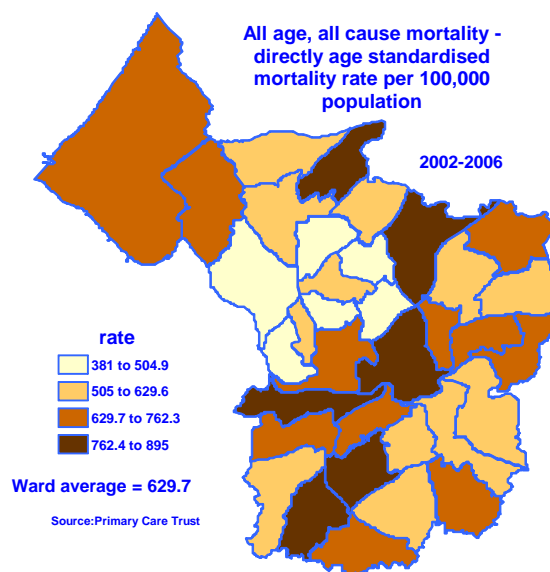 All age, all cause mortality -
directly age standardised
mortality rate per 100,000
population
2002-2006
rate
381 to 504.9
505 to 629.6
629.7 to 762.3
762.4 to 895
Ward average = 629.7
Source:Primary Care Trust